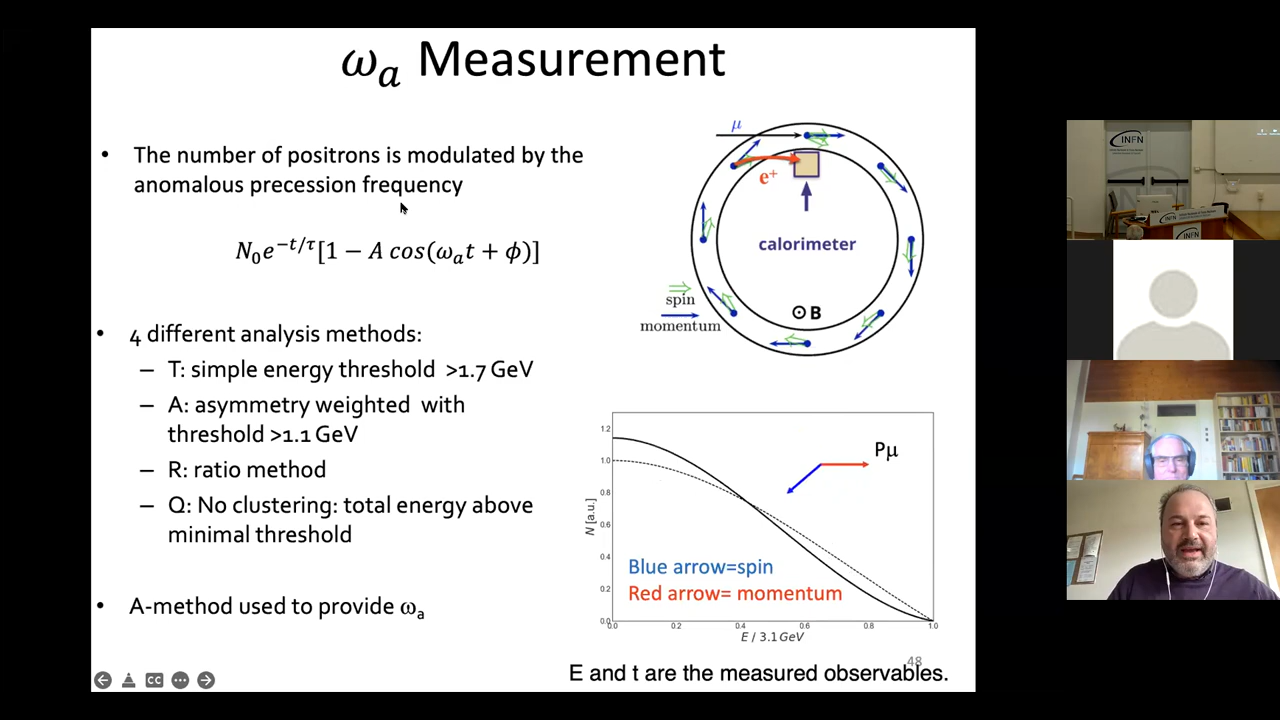 ωₐ Measurement
• The number of positrons is modulated by the
anomalous precession frequency
N₀e^{−t/τ}[1 − A cos(ωₐt + ϕ)]
• 4 different analysis methods:
– T: simple energy threshold >1.7 GeV
– A: asymmetry weighted with
threshold >1.1 GeV
– R: ratio method
– Q: No clustering: total energy above
minimal threshold
• A-method used to provide ωₐ
μ
e⁺
calorimeter
spin
momentum
B
1.2
1.0
0.8
0.6
0.4
0.2
0.0
N [a.u.]
Pμ
Blue arrow=spin
Red arrow= momentum
0.0 0.2 0.4 0.6 0.8 1.0
E / 3.1GeV
48
E and t are the measured observables.
CC
INFN
INFN